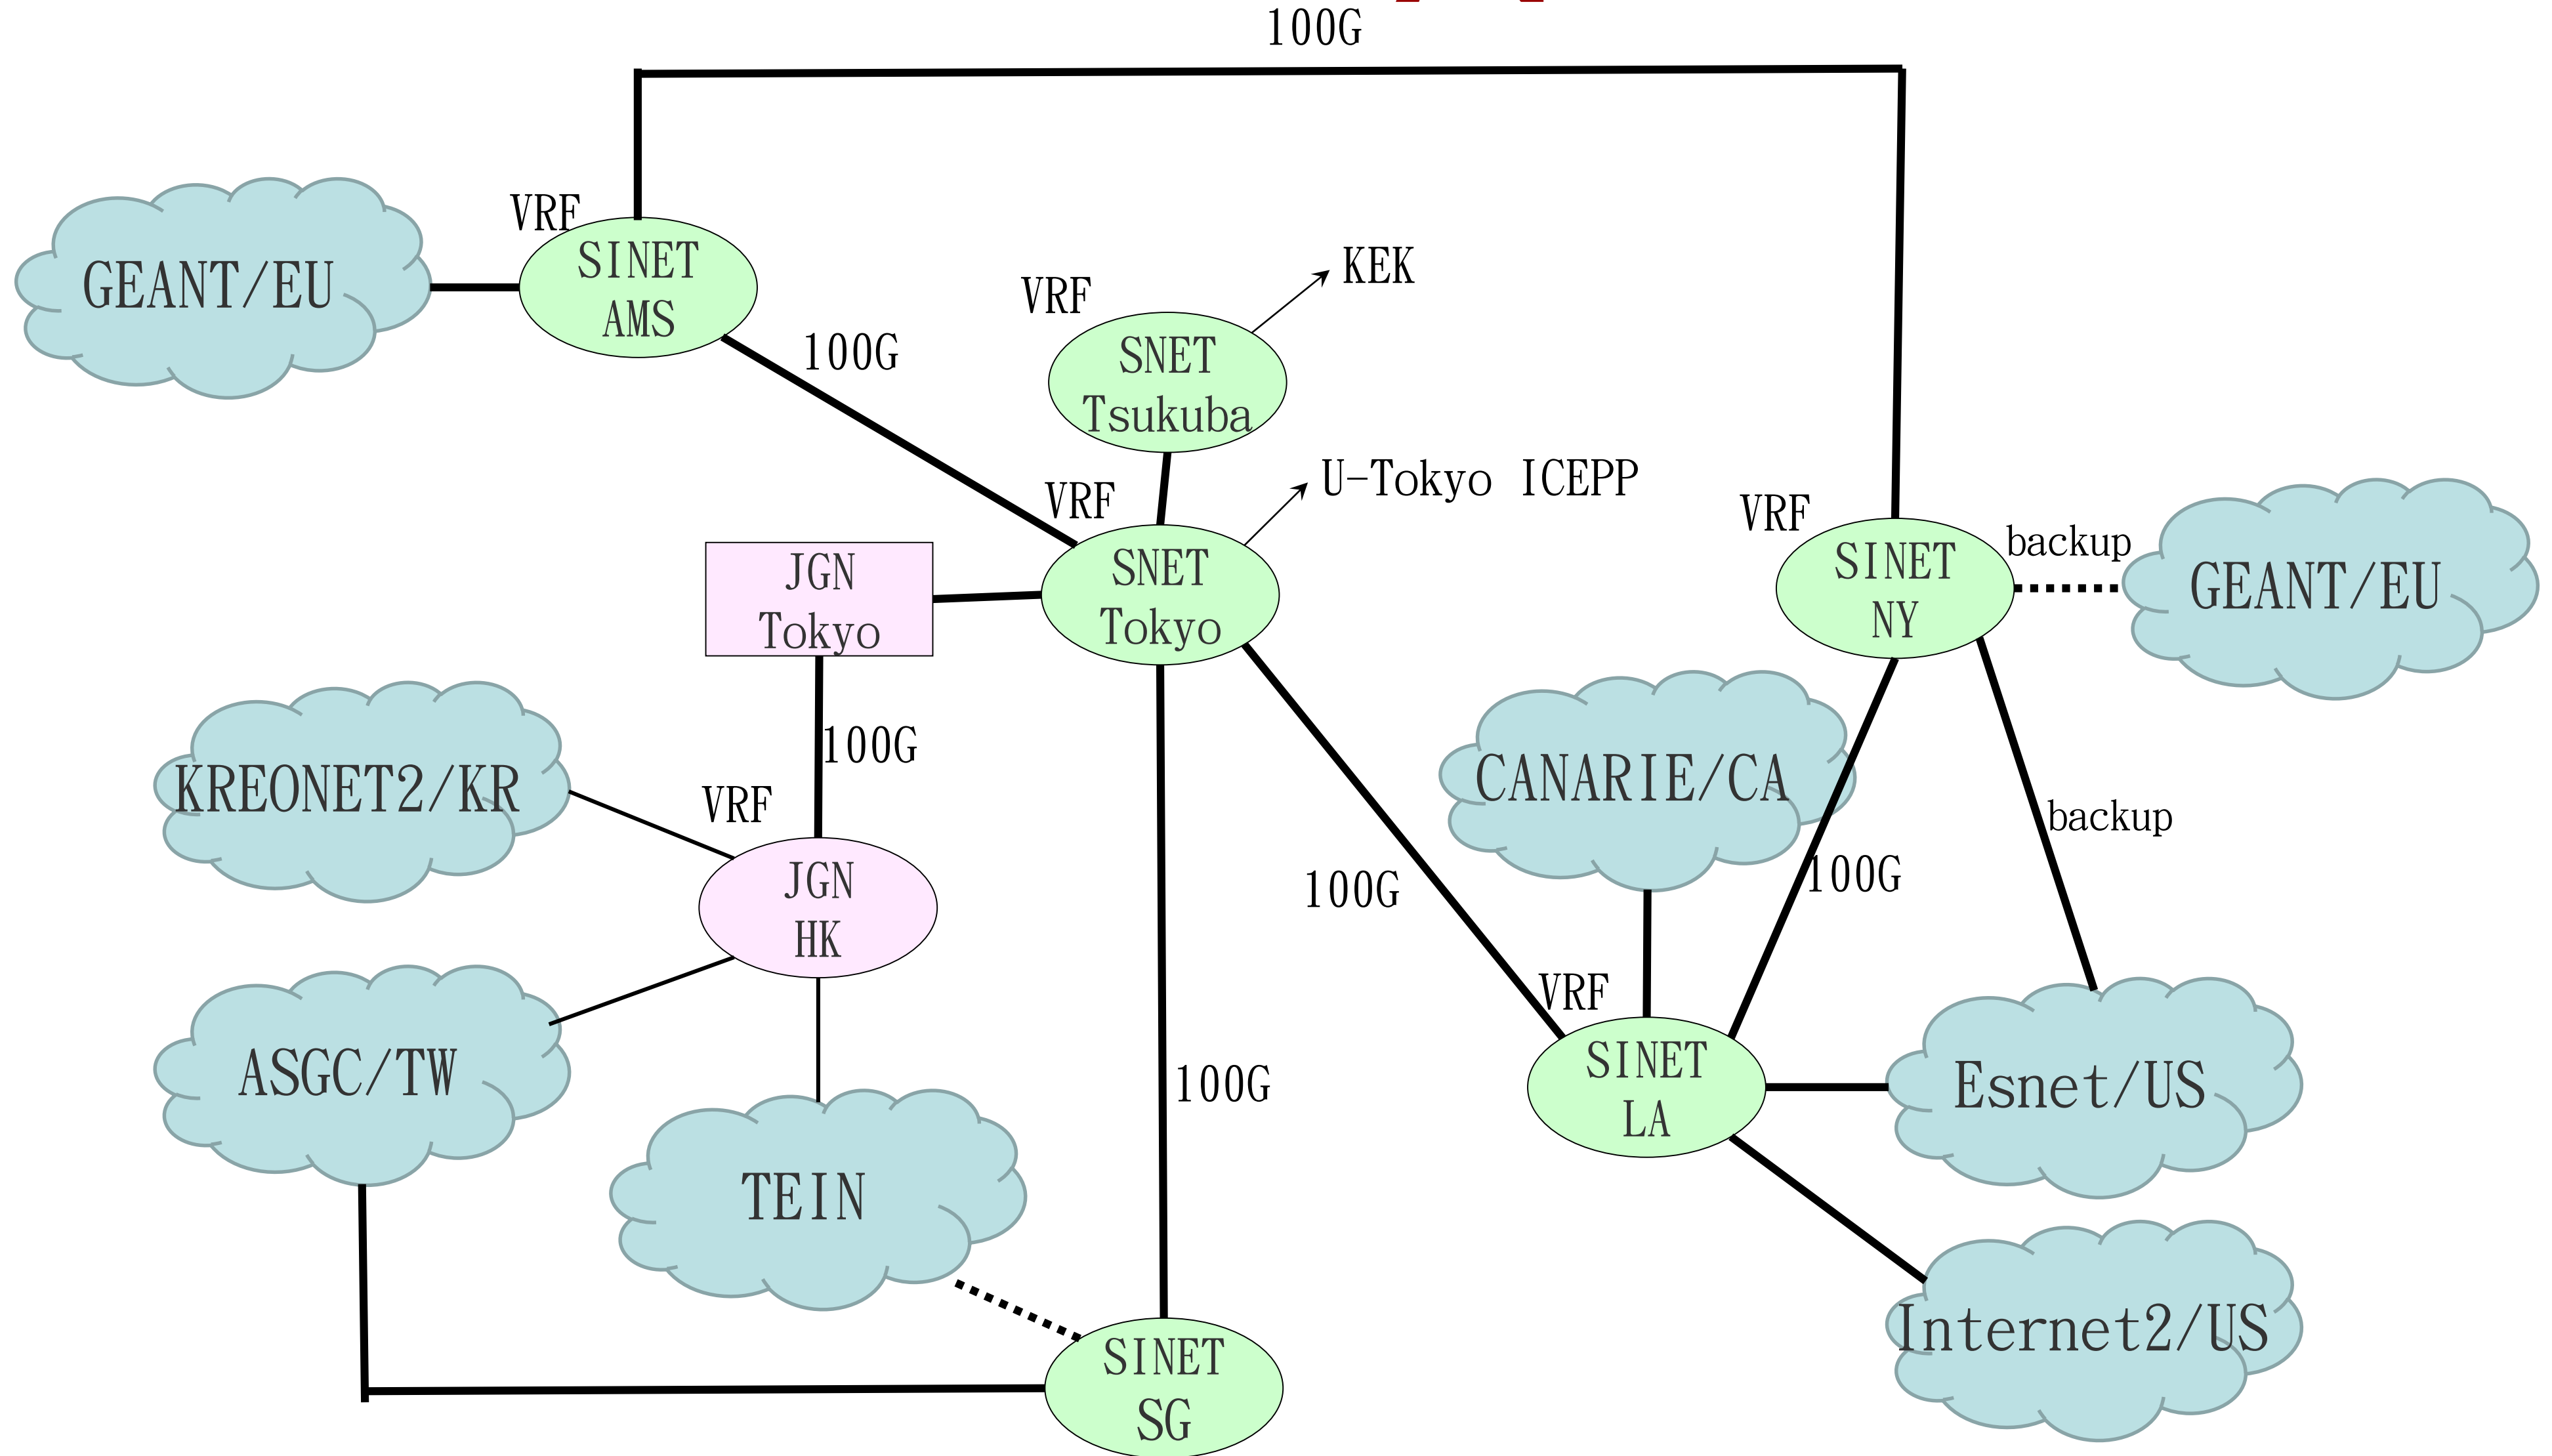 100G
VRF
SINET
AMS
GEANT/EU
KEK
VRF
SNET
Tsukuba
100G
U-Tokyo ICEPP
VRF
SNET
Tokyo
JGN
Tokyo
VRF
SINET
NY
backup
GEANT/EU
100G
KREONET2/KR
VRF
JGN
HK
CANARIE/CA
100G
100G
backup
VRF
SINET
LA
Esnet/US
ASGC/TW
100G
TEIN
Internet2/US
SINET
SG